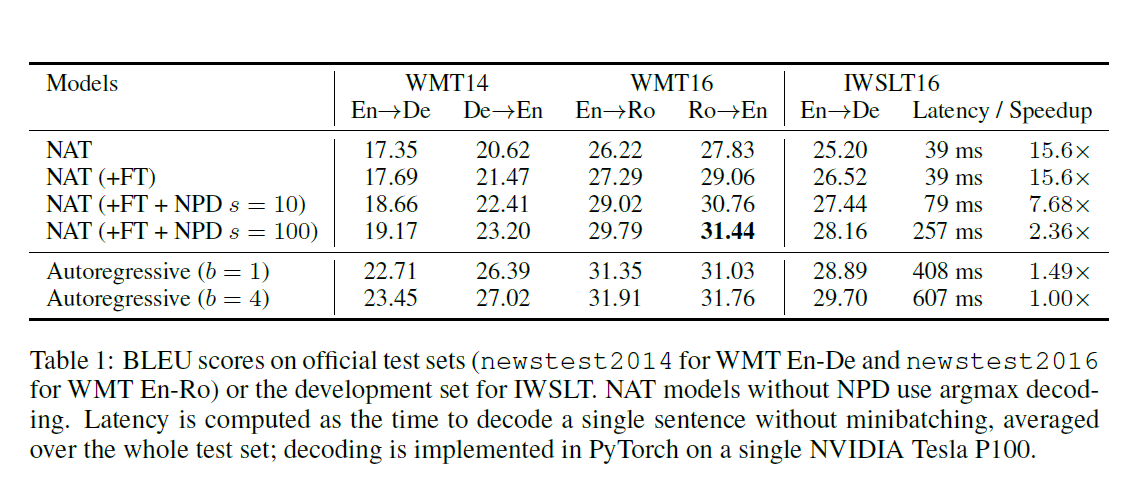 Models WMT14 WMT16 IWSLT16
En→De De→En En→Ro Ro→En En→De Latency / Speedup
NAT 17.35 20.62 26.22 27.83 25.20 39 ms 15.6×
NAT (+FT) 17.69 21.47 27.29 29.06 26.52 39 ms 15.6×
NAT (+FT + NPD s = 10) 18.66 22.41 29.02 30.76 27.44 79 ms 7.68×
NAT (+FT + NPD s = 100) 19.17 23.20 29.79 31.44 28.16 257 ms 2.36×
Autoregressive (b = 1) 22.71 26.39 31.35 31.03 28.89 408 ms 1.49×
Autoregressive (b = 4) 23.45 27.02 31.91 31.76 29.70 607 ms 1.00×
Table 1: BLEU scores on official test sets (newstest2014 for WMT En-De and newstest2016
for WMT En-Ro) or the development set for IWSLT. NAT models without NPD use argmax decod-
ing. Latency is computed as the time to decode a single sentence without minibatching, averaged
over the whole test set; decoding is implemented in PyTorch on a single NVIDIA Tesla P100.